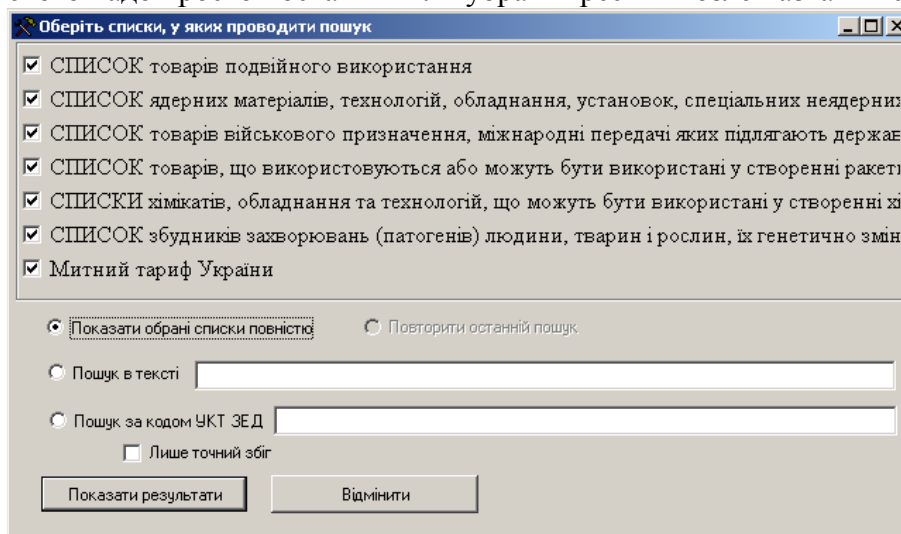 Оберіть списки, у яких проводити пошук
СПИСОК товарів подвійного використання
СПИСОК ядерних матеріалів, технологій, обладнання, установок, спеціальних неядерних
СПИСОК товарів військового призначення, міжнародні передачі яких підлягають держав
СПИСОК товарів, що використовуються або можуть бути використані у створенні ракетн
СПИСКИ хімікатів, обладнання та технологій, що можуть бути використані у створенні хі
СПИСОК збудників захворювань (патогенів) людини, тварин і рослин, їх генетично змін
Митний тариф України
Показати обрані списки повністю Повторити останній пошук
Пошук в тексті
Пошук за кодом УКТ ЗЕД
Лише точний збіг
Показати результати Відмінити